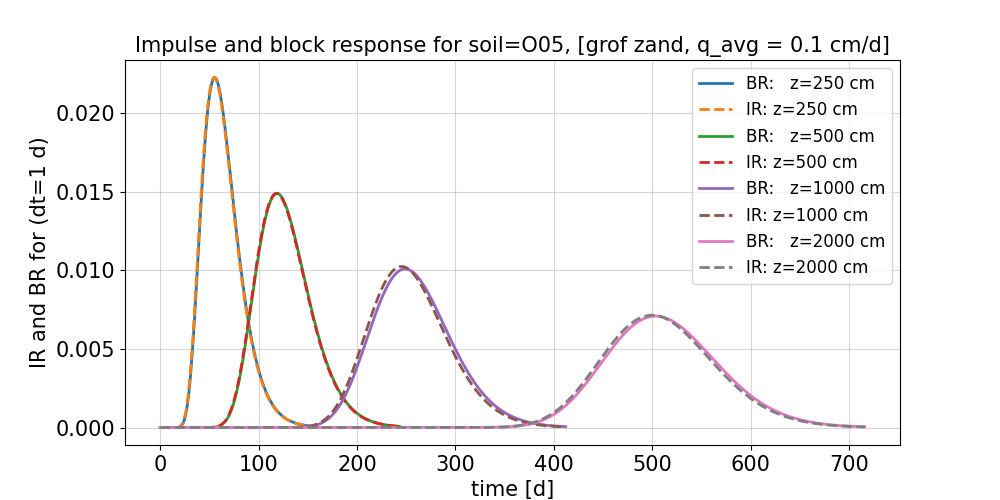 Impulse and block response for soil=O05, [grof zand, q_avg = 0.1 cm/d]
IR and BR for (dt=1 d)
0.020
0.015
0.010
0.005
0.000
BR:   z=250 cm
IR: z=250 cm
BR:   z=500 cm
IR: z=500 cm
BR:   z=1000 cm
IR: z=1000 cm
BR:   z=2000 cm
IR: z=2000 cm
0 100 200 300 400 500 600 700
time [d]